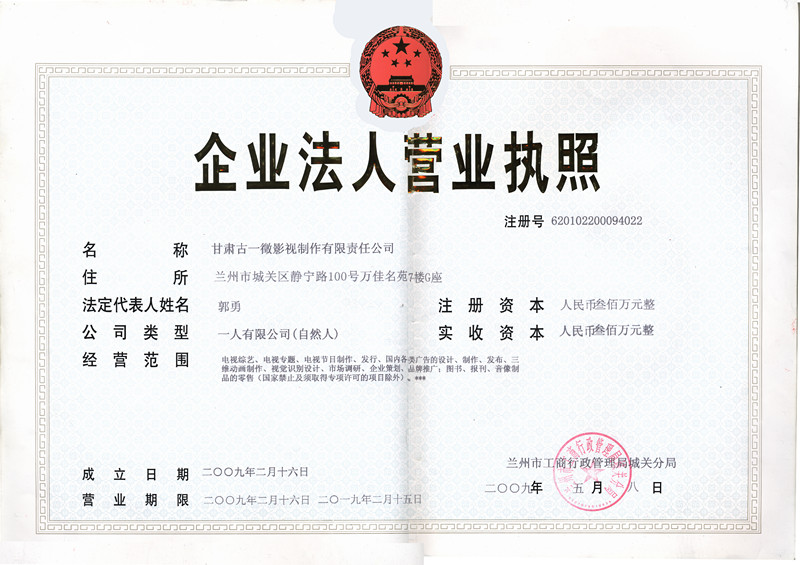 企业法人营业执照
注册号 620102200094022
名称 甘肃古一微影视制作有限责任公司
住所 兰州市城关区静宁路100号万佳名苑7楼G座
法定代表人姓名 郭勇
注册资本 人民币叁佰万元整
公司类型 一人有限公司(自然人)
实收资本 人民币叁佰万元整
经营范围 电视综艺、电视专题、电视节目制作、发行、国内各类广告的设计、制作、发布、三
维动画制作、视觉识别设计、市场调研、企业策划、品牌推广；图书、报刊、音像制
品的零售（国家禁止及须取得专项许可的项目除外）。***
成立日期 二〇〇九年二月十六日
兰州市工商行政管理局城关分局
营业期限 二〇〇九年二月十六日 二〇一九年二月十五日
二〇〇九年 五月 八日